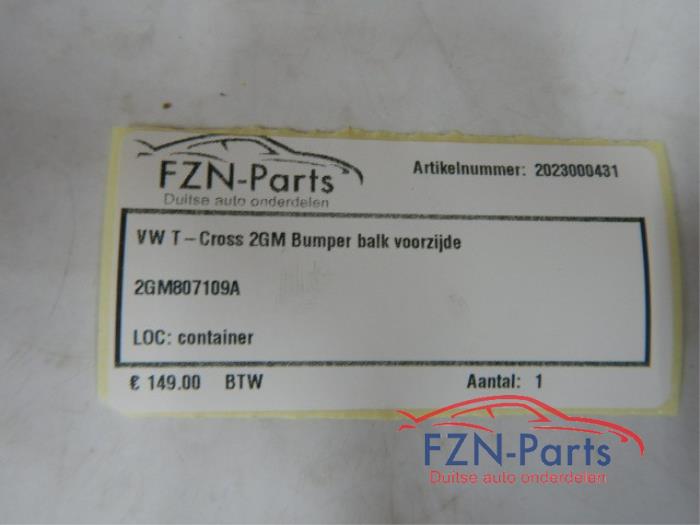 FZN-Parts
Duitse auto onderdelen
Artikelnummer: 2023000431
VW T-Cross 2GM Bumper balk voorzijde
2GM807109A
LOC: container
€ 149.00 BTW
Aantal: 1
FZN-Parts
Duitse auto onderdelen